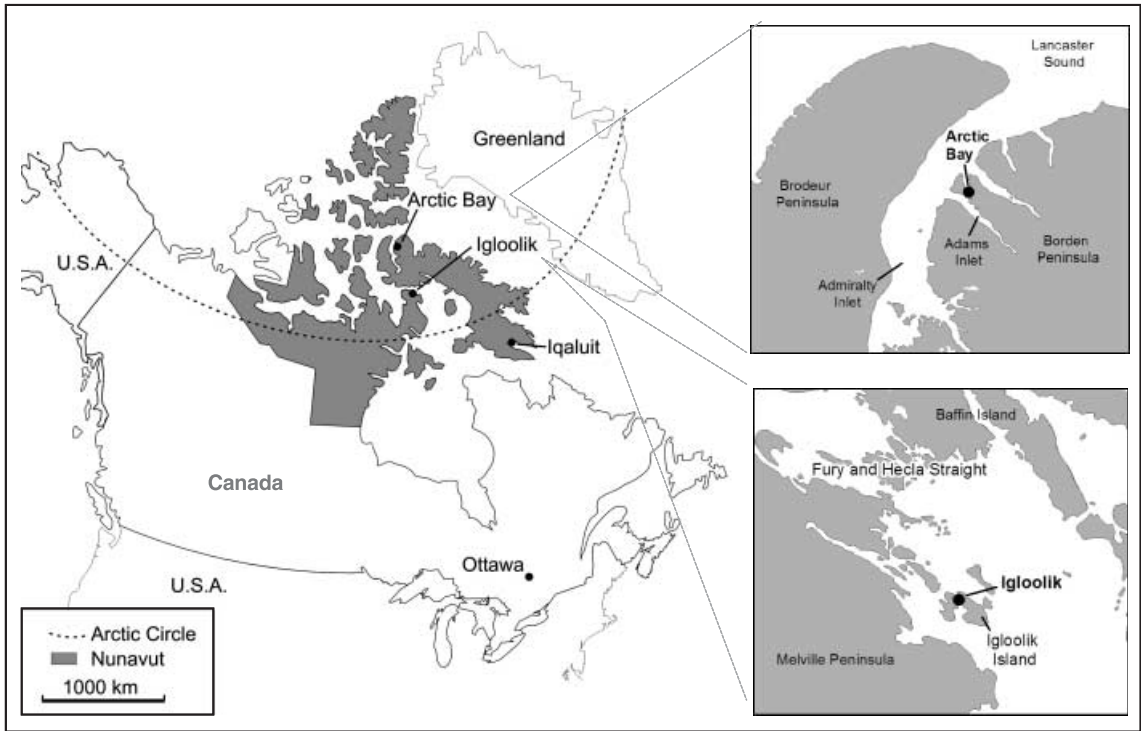 Greenland
Arctic Bay
Igloolik
U.S.A.
Iqaluit
Canada
Ottawa
U.S.A.
Arctic Circle
Nunavut
1000 km
Lancaster
Sound
Arctic
Bay
Brodeur
Peninsula
Adams
Inlet
Borden
Peninsula
Admiralty
Inlet
Baffin Island
Fury and Hecla Straight
Igloolik
Igloolik
Island
Melville Peninsula